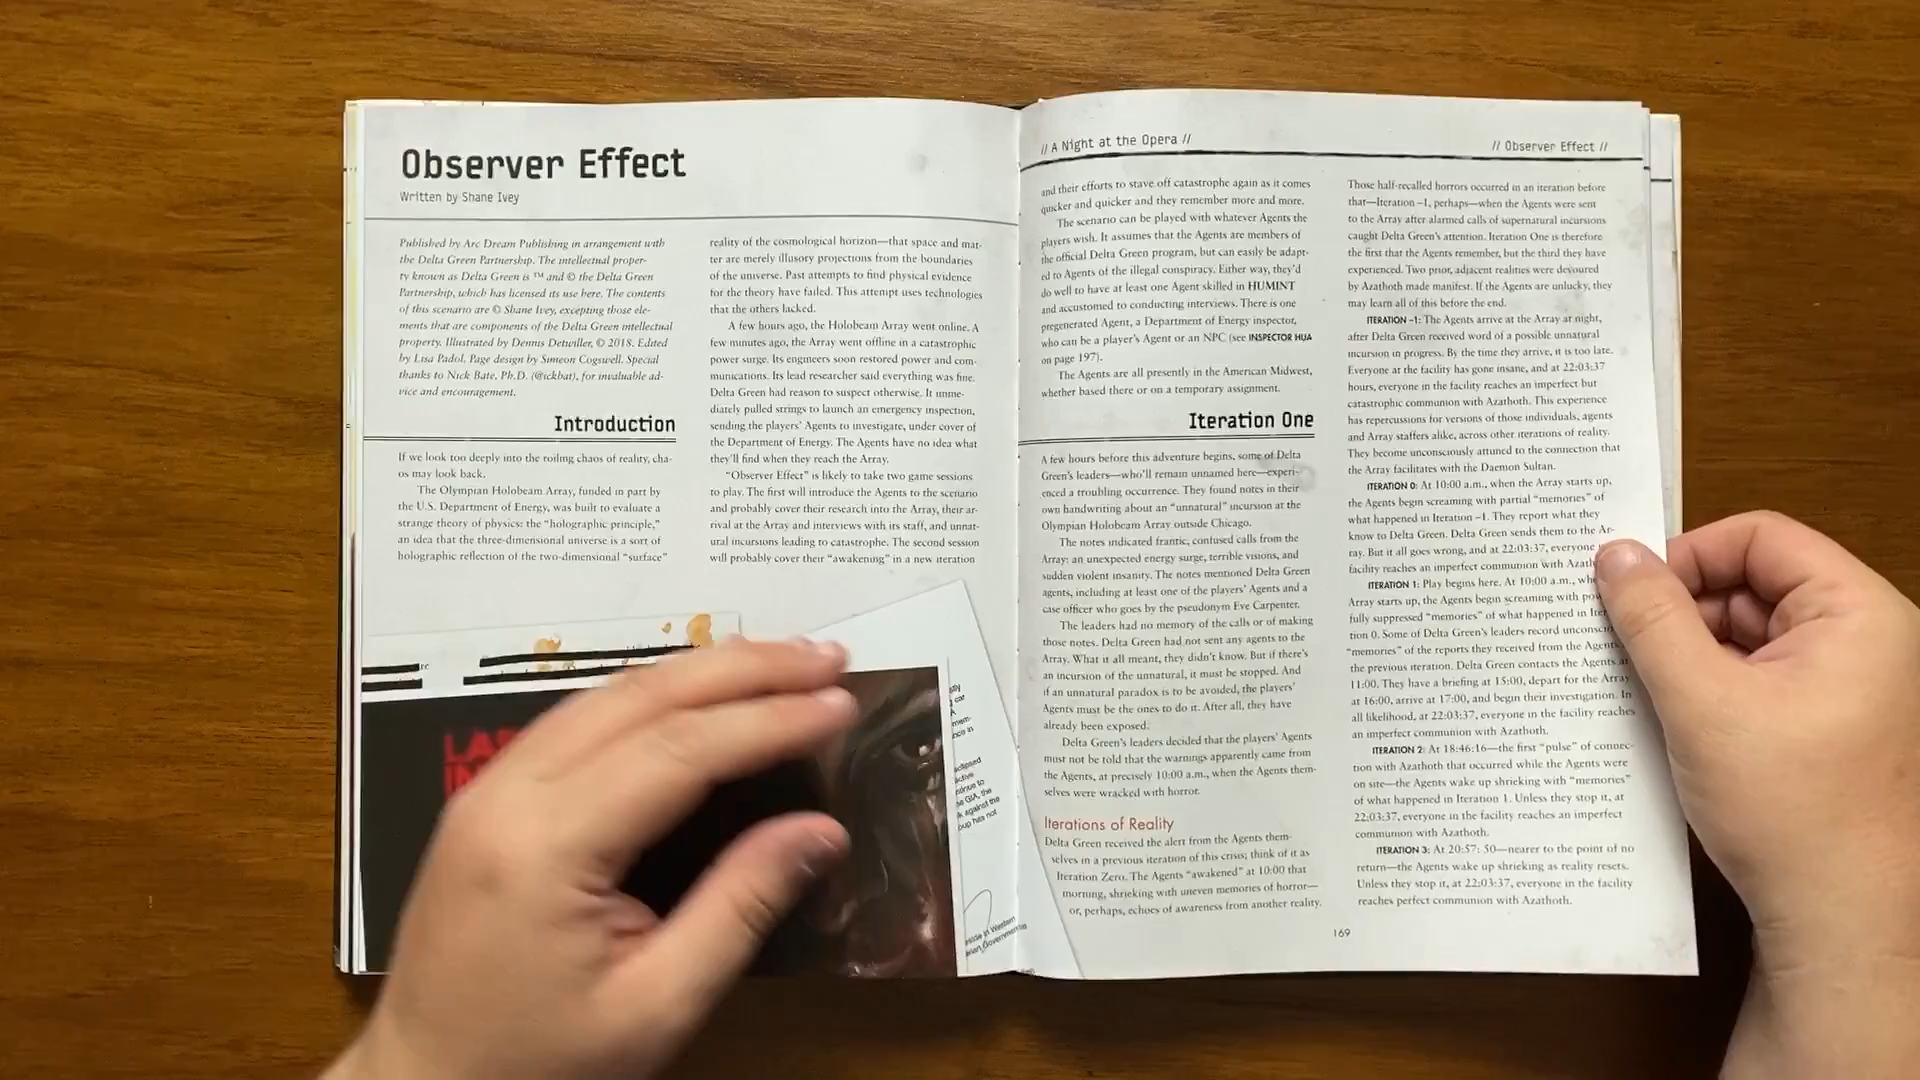 Observer Effect
Written by Shane Ivey
Published by Arc Dream Publishing in arrangement with
the Delta Green Partnership. The intellectual proper-
ty known as Delta Green is ™ and © the Delta Green
Partnership, which has licensed its use here. The contents
of this scenario are © Shane Ivey, excepting those ele-
ments that are components of the Delta Green intellectual
property. Illustrated by Dennis Detwiller, © 2018. Edited
by Lisa Padol. Page design by Simeon Cogswell. Special
thanks to Nick Bate, Ph.D. (@ickbat), for invaluable ad-
vice and encouragement.
Introduction
If we look too deeply into the roiling chaos of reality, cha-
os may look back.
The Olympian Holobeam Array, funded in part by
the U.S. Department of Energy, was built to evaluate a
strange theory of physics: the “holographic principle,”
an idea that the three-dimensional universe is a sort of
holographic reflection of the two-dimensional “surface”
reality of the cosmological horizon—that space and mat-
ter are merely illusory projections from the boundaries
of the universe. Past attempts to find physical evidence
for the theory have failed. This attempt uses technologies
that the others lacked.
A few hours ago, the Holobeam Array went online. A
few minutes ago, the Array went offline in a catastrophic
power surge. Its engineers soon restored power and com-
munications. Its lead researcher said everything was fine.
Delta Green had reason to suspect otherwise. It imme-
diately pulled strings to launch an emergency inspection,
sending the players’ Agents to investigate, under cover of
the Department of Energy. The Agents have no idea what
they’ll find when they reach the Array.
“Observer Effect” is likely to take two game sessions
to play. The first will introduce the Agents to the scenario
and probably cover their research into the Array, their ar-
rival at the Array and interviews with its staff, and unnat-
ural incursions leading to catastrophe. The second session
will probably cover their “awakening” in a new iteration
// A Night at the Opera //
// Observer Effect //
and their efforts to stave off catastrophe again as it comes
quicker and quicker and they remember more and more.
The scenario can be played with whatever Agents the
players wish. It assumes that the Agents are members of
the official Delta Green program, but can easily be adapt-
ed to Agents of the illegal conspiracy. Either way, they’d
do well to have at least one Agent skilled in HUMINT
and accustomed to conducting interviews. There is one
pregenerated Agent, a Department of Energy inspector,
who can be a player’s Agent or an NPC (see INSPECTOR HUA
on page 197).
The Agents are all presently in the American Midwest,
whether based there or on a temporary assignment.
Iteration One
A few hours before this adventure begins, some of Delta
Green’s leaders—who’ll remain unnamed here—experi-
enced a troubling occurrence. They found notes in their
own handwriting about an “unnatural” incursion at the
Olympian Holobeam Array outside Chicago.
The notes indicated frantic, confused calls from the
Array: an unexpected energy surge, terrible visions, and
sudden violent insanity. The notes mentioned Delta Green
agents, including at least one of the players’ Agents and a
case officer who goes by the pseudonym Eve Carpenter.
The leaders had no memory of the calls or of making
those notes. Delta Green had not sent any agents to the
Array. What it all meant, they didn’t know. But if there’s
an incursion of the unnatural, it must be stopped. And
if an unnatural paradox is to be avoided, the players’
Agents must be the ones to do it. After all, they have
already been exposed.
Delta Green’s leaders decided that the players’ Agents
must not be told that the warnings apparently came from
the Agents, at precisely 10:00 a.m., when the Agents them-
selves were wracked with horror.
Iterations of Reality
Delta Green received the alert from the Agents them-
selves in a previous iteration of this crisis; think of it as
Iteration Zero. The Agents “awakened” at 10:00 that
morning, shrieking with uneven memories of horror—
or, perhaps, echoes of awareness from another reality.
Those half-recalled horrors occurred in an iteration before
that—Iteration –1, perhaps—when the Agents were sent
to the Array after alarmed calls of supernatural incursions
caught Delta Green’s attention. Iteration One is therefore
the first that the Agents remember, but the third they have
experienced. Two prior, adjacent realities were devoured
by Azathoth made manifest. If the Agents are unlucky, they
may learn all of this before the end.
ITERATION –1: The Agents arrive at the Array at night,
after Delta Green received word of a possible unnatural
incursion in progress. By the time they arrive, it is too late.
Everyone at the facility has gone insane, and at 22:03:37
hours, everyone in the facility reaches an imperfect but
catastrophic communion with Azathoth. This experience
has repercussions for versions of those individuals, agents
and Array staffers alike, across other iterations of reality.
They become unconsciously attuned to the connection that
the Array facilitates with the Daemon Sultan.
ITERATION 0: At 10:00 a.m., when the Array starts up,
the Agents begin screaming with partial “memories” of
what happened in Iteration –1. They report what they
know to Delta Green. Delta Green sends them to the Ar-
ray. But it all goes wrong, and at 22:03:37, everyone
facility reaches an imperfect communion with Azath
ITERATION 1: Play begins here. At 10:00 a.m., whe
Array starts up, the Agents begin screaming with pow
fully suppressed “memories” of what happened in Iter
tion 0. Some of Delta Green’s leaders record unconsci
“memories” of the reports they received from the Agents
the previous iteration. Delta Green contacts the Agents at
11:00. They have a briefing at 15:00, depart for the Array
at 16:00, arrive at 17:00, and begin their investigation. In
all likelihood, at 22:03:37, everyone in the facility reaches
an imperfect communion with Azathoth.
ITERATION 2: At 18:46:16—the first “pulse” of connec-
tion with Azathoth that occurred while the Agents were
on site—the Agents wake up shrieking with “memories”
of what happened in Iteration 1. Unless they stop it, at
22:03:37, everyone in the facility reaches an imperfect
communion with Azathoth.
ITERATION 3: At 20:57: 50—nearer to the point of no
return—the Agents wake up shrieking as reality resets.
Unless they stop it, at 22:03:37, everyone in the facility
reaches perfect communion with Azathoth.
169